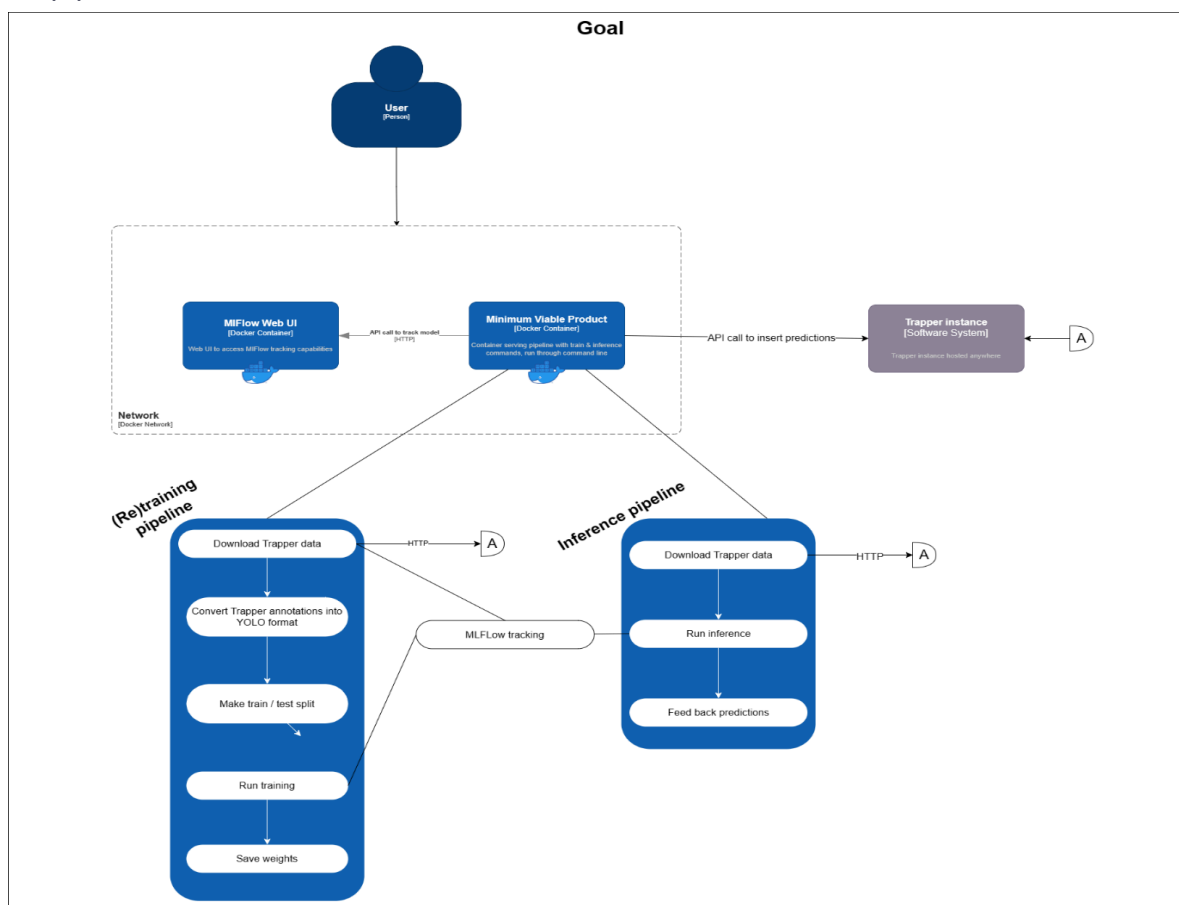 Goal
User
[Person]
MIFlow Web UI
[Docker Container]
Web UI to access MIFlow tracking capabilities
API call to track model
[HTTP]
Minimum Viable Product
[Docker Container]
Container serving pipeline with train & inference
commands, run through command line
API call to insert predictions
Trapper instance
[Software System]
Trapper instance hosted anywhere
A
Network
[Docker Network]
(Re)training
pipeline
Inference pipeline
Download Trapper data
HTTP
A
Convert Trapper annotations into
YOLO format
Make train / test split
Run training
Save weights
MLFLow tracking
Download Trapper data
HTTP
A
Run inference
Feed back predictions